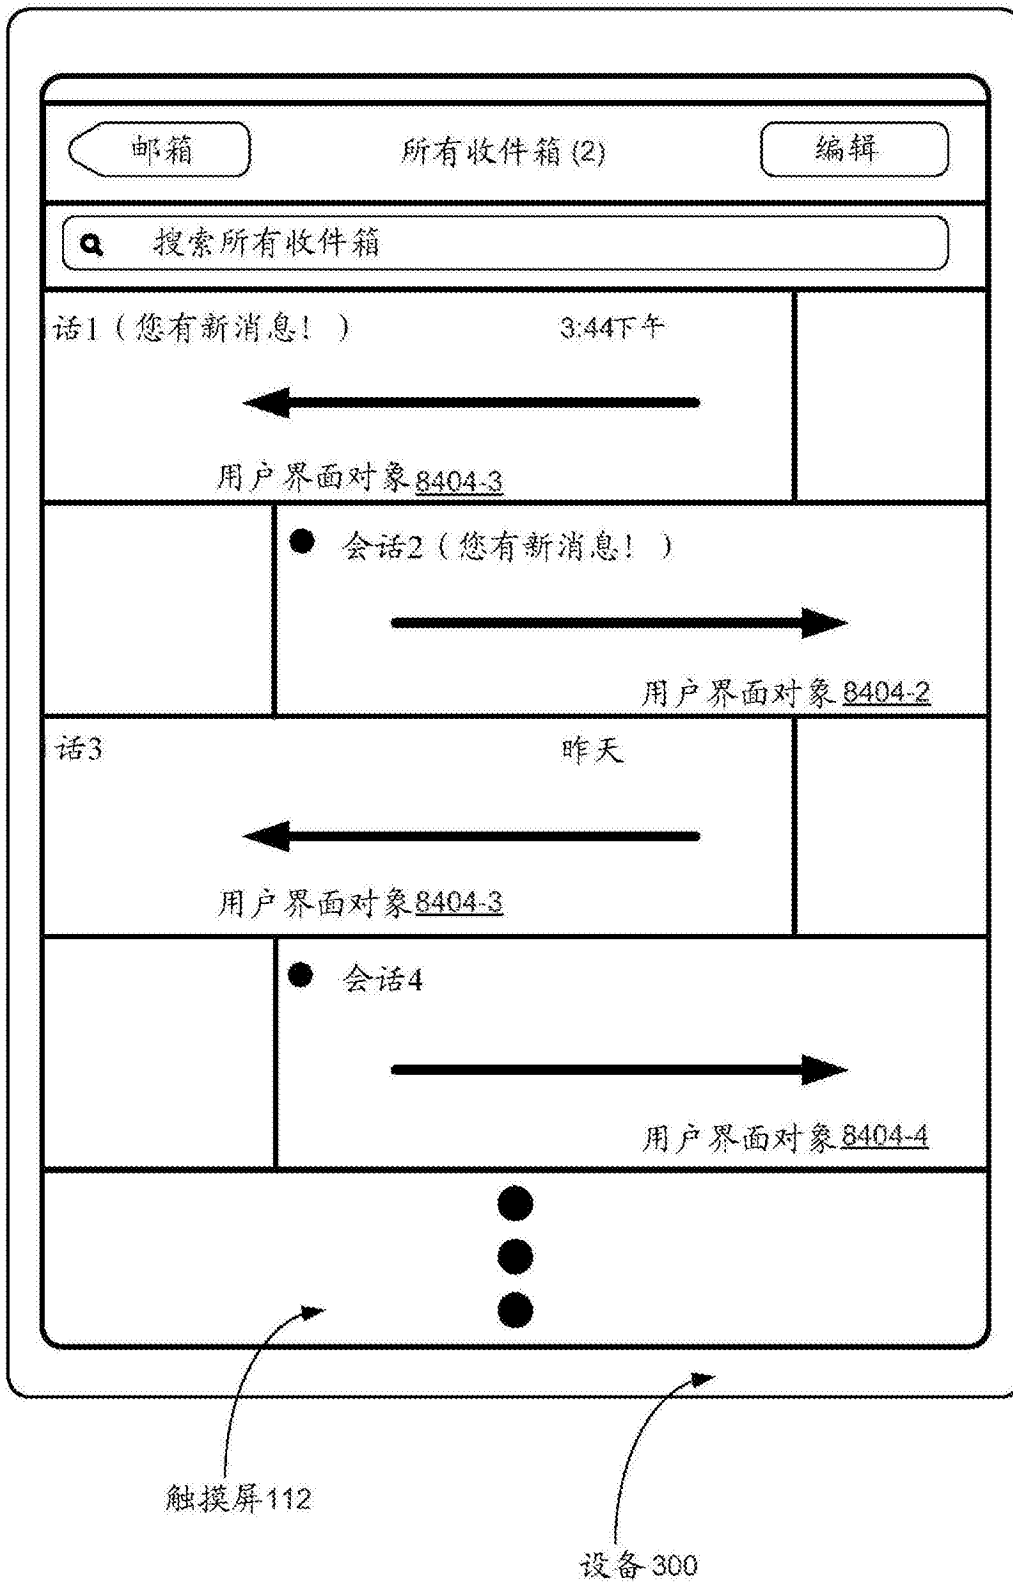 邮箱
所有收件箱(2)
编辑
搜索所有收件箱
话1（您有新消息！）
3:44下午
用户界面对象8404-3
会话2（您有新消息！）
用户界面对象8404-2
话3
昨天
用户界面对象8404-3
会话4
用户界面对象8404-4
触摸屏112
设备300